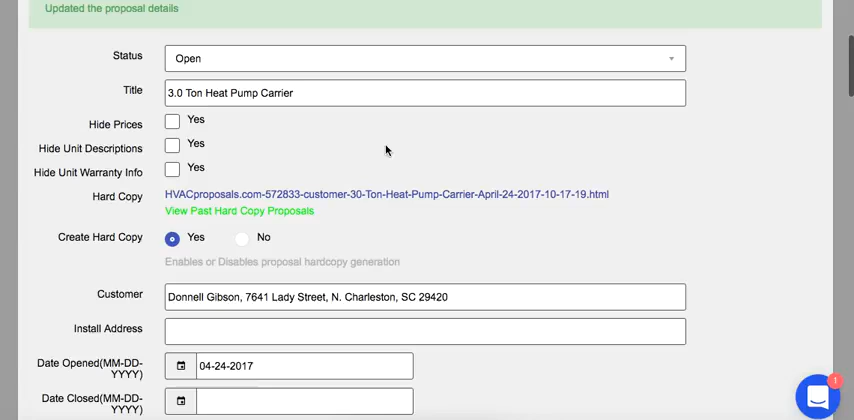 Updated the proposal details
Status
Open
Title
3.0 Ton Heat Pump Carrier
Hide Prices
Yes
Hide Unit Descriptions
Yes
Hide Unit Warranty Info
Yes
Hard Copy
HVACproposals.com-572833-customer-30-Ton-Heat-Pump-Carrier-April-24-2017-10-17-19.html
View Past Hard Copy Proposals
Create Hard Copy
Yes
No
Enables or Disables proposal hardcopy generation
Customer
Donnell Gibson, 7641 Lady Street, N. Charleston, SC 29420
Install Address
Date Opened(MM-DD-
YYYY)
04-24-2017
Date Closed(MM-DD-
YYYY)
1